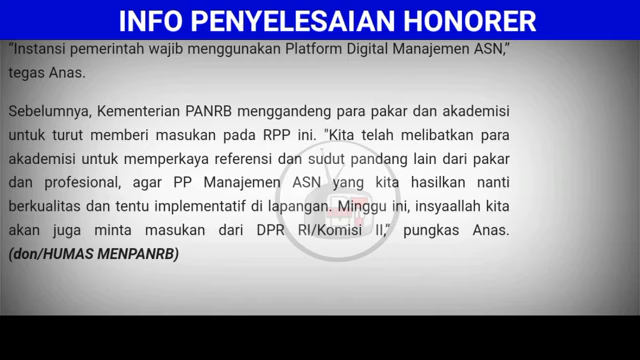 INFO PENYELESAIAN HONORER
"Instansi pemerintah wajib menggunakan Platform Digital Manajemen ASN,"
tegas Anas.
Sebelumnya, Kementerian PANRB menggandeng para pakar dan akademisi
untuk turut memberi masukan pada RPP ini. "Kita telah melibatkan para
akademisi untuk memperkaya referensi dan sudut pandang lain dari pakar
dan profesional, agar PP Manajemen ASN yang kita hasilkan nanti
berkualitas dan tentu implementatif di lapangan. Minggu ini, insyaallah kita
akan juga minta masukan dari DPR RI/Komisi II," pungkas Anas.
(don/HUMAS MENPANRB)